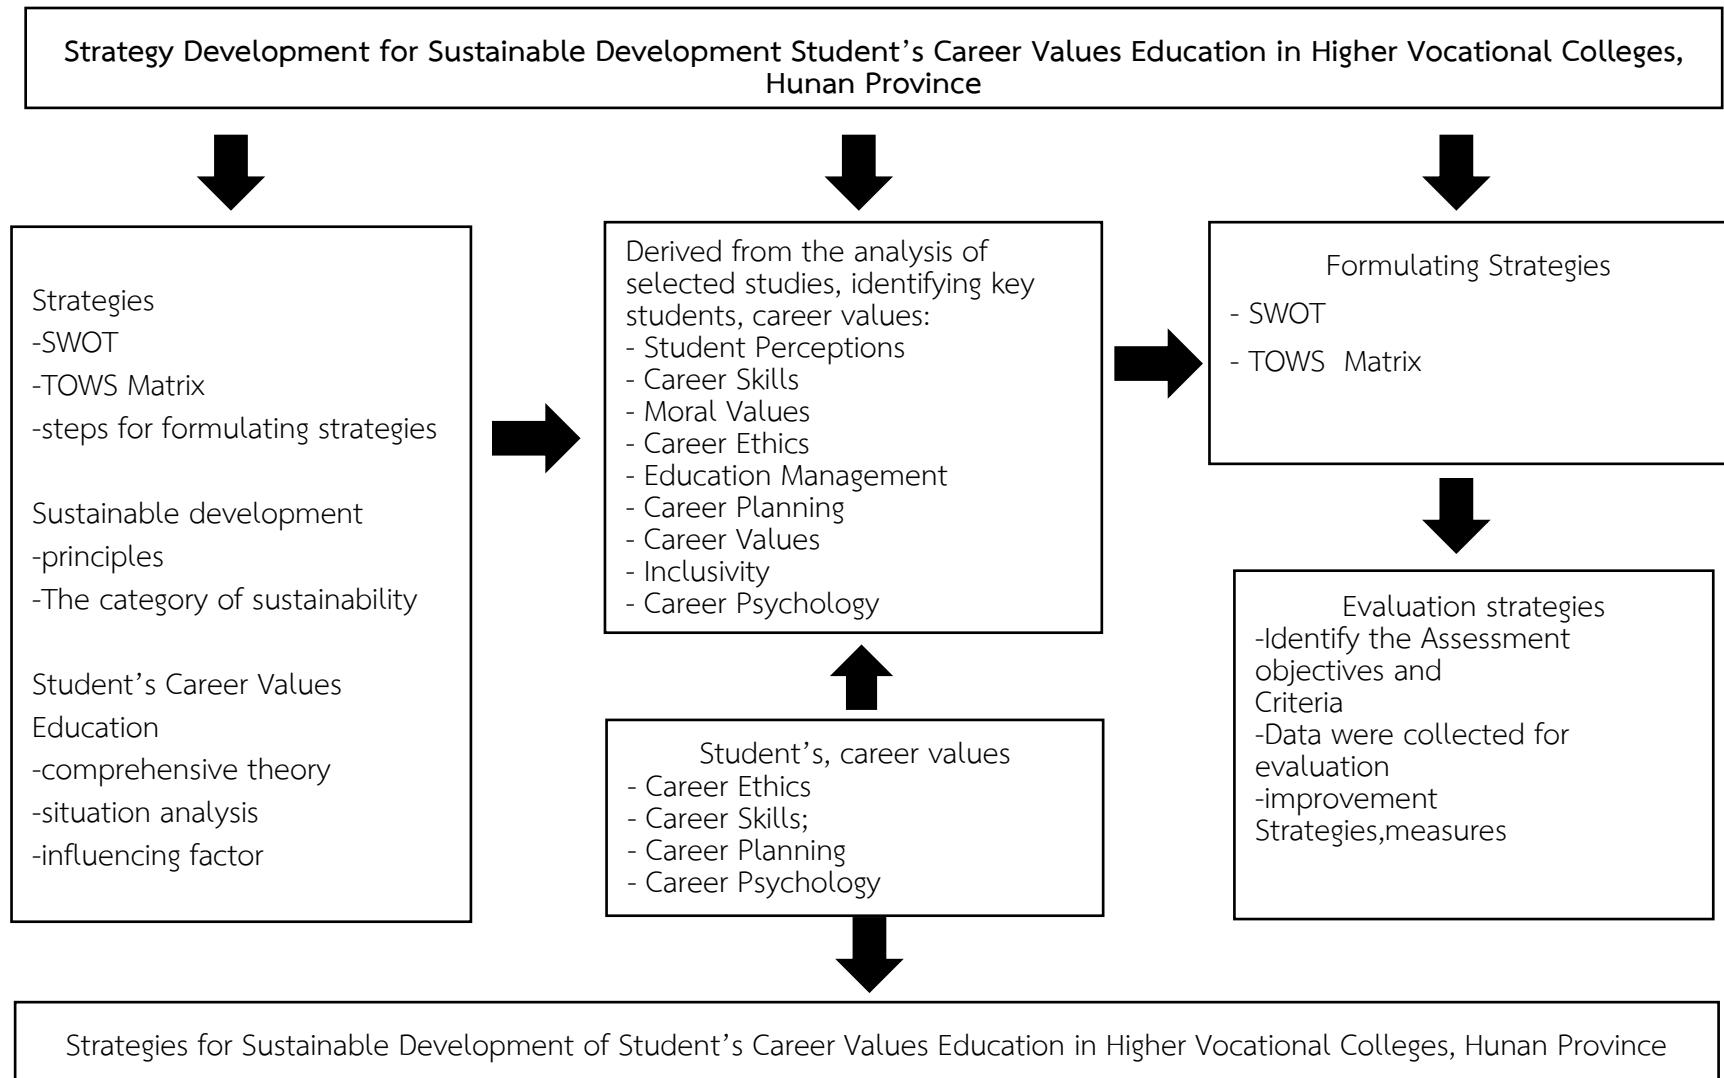 Strategy Development for Sustainable Development Student’s Career Values Education in Higher Vocational Colleges,
Hunan Province
Strategies
-SWOT
-TOWS Matrix
-steps for formulating strategies
Sustainable development
-principles
-The category of sustainability
Student’s Career Values
Education
-comprehensive theory
-situation analysis
-influencing factor
Derived from the analysis of
selected studies, identifying key
students, career values:
- Student Perceptions
- Career Skills
- Moral Values
- Career Ethics
- Education Management
- Career Planning
- Career Values
- Inclusivity
- Career Psychology
Student’s, career values
- Career Ethics
- Career Skills;
- Career Planning
- Career Psychology
Formulating Strategies
- SWOT
- TOWS  Matrix
Evaluation strategies
-Identify the Assessment
objectives and
Criteria
-Data were collected for
evaluation
-improvement
Strategies,measures
Strategies for Sustainable Development of Student’s Career Values Education in Higher Vocational Colleges, Hunan Province